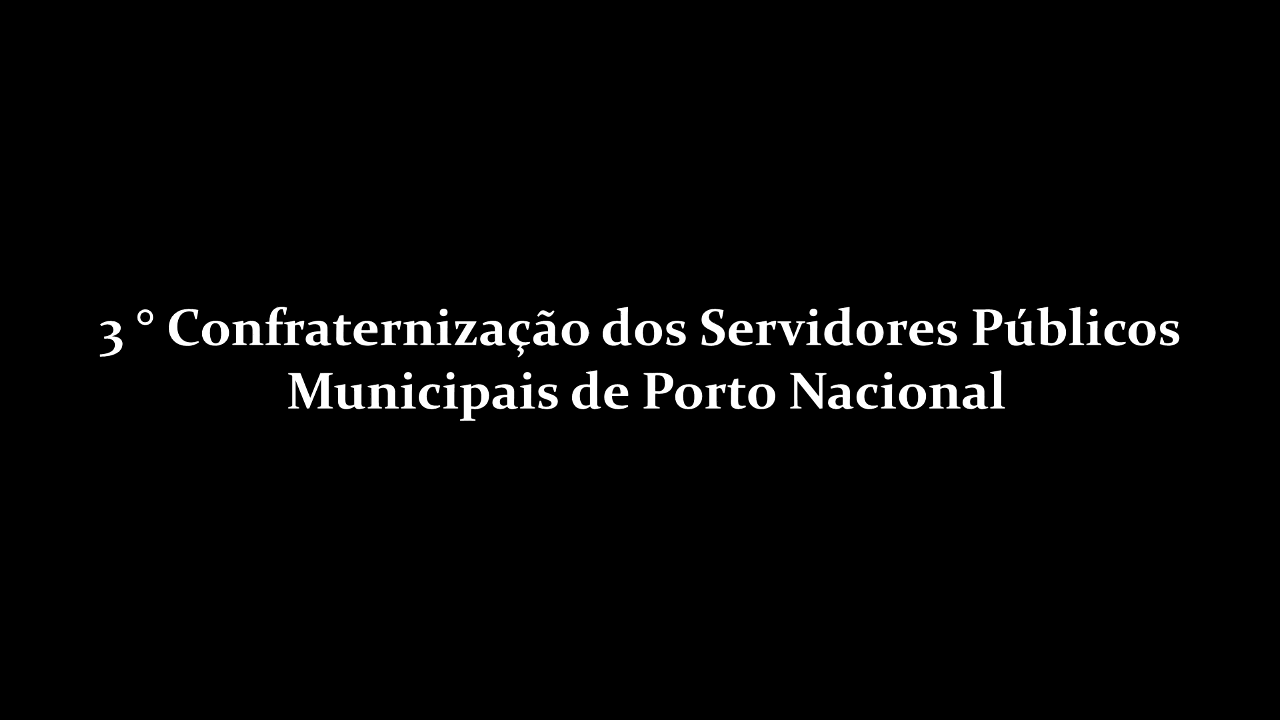 3 ° Confraternização dos Servidores Públicos
Municipais de Porto Nacional